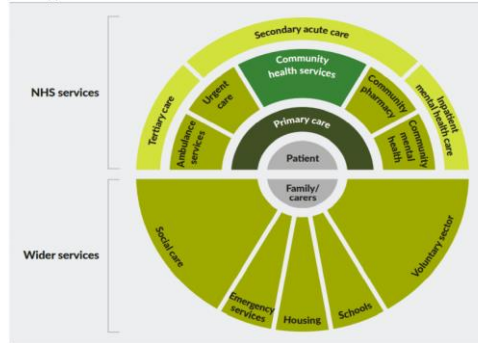 NHS services
Secondary acute care
Tertiary care
Inpatient
mental health care
Community
health services
Urgent
care
Community
pharmacy
Ambulance
services
Community
mental
health
Primary care
Patient
Family/
carers
Wider services
Social care
Emergency
services
Housing
Schools
Voluntary sector